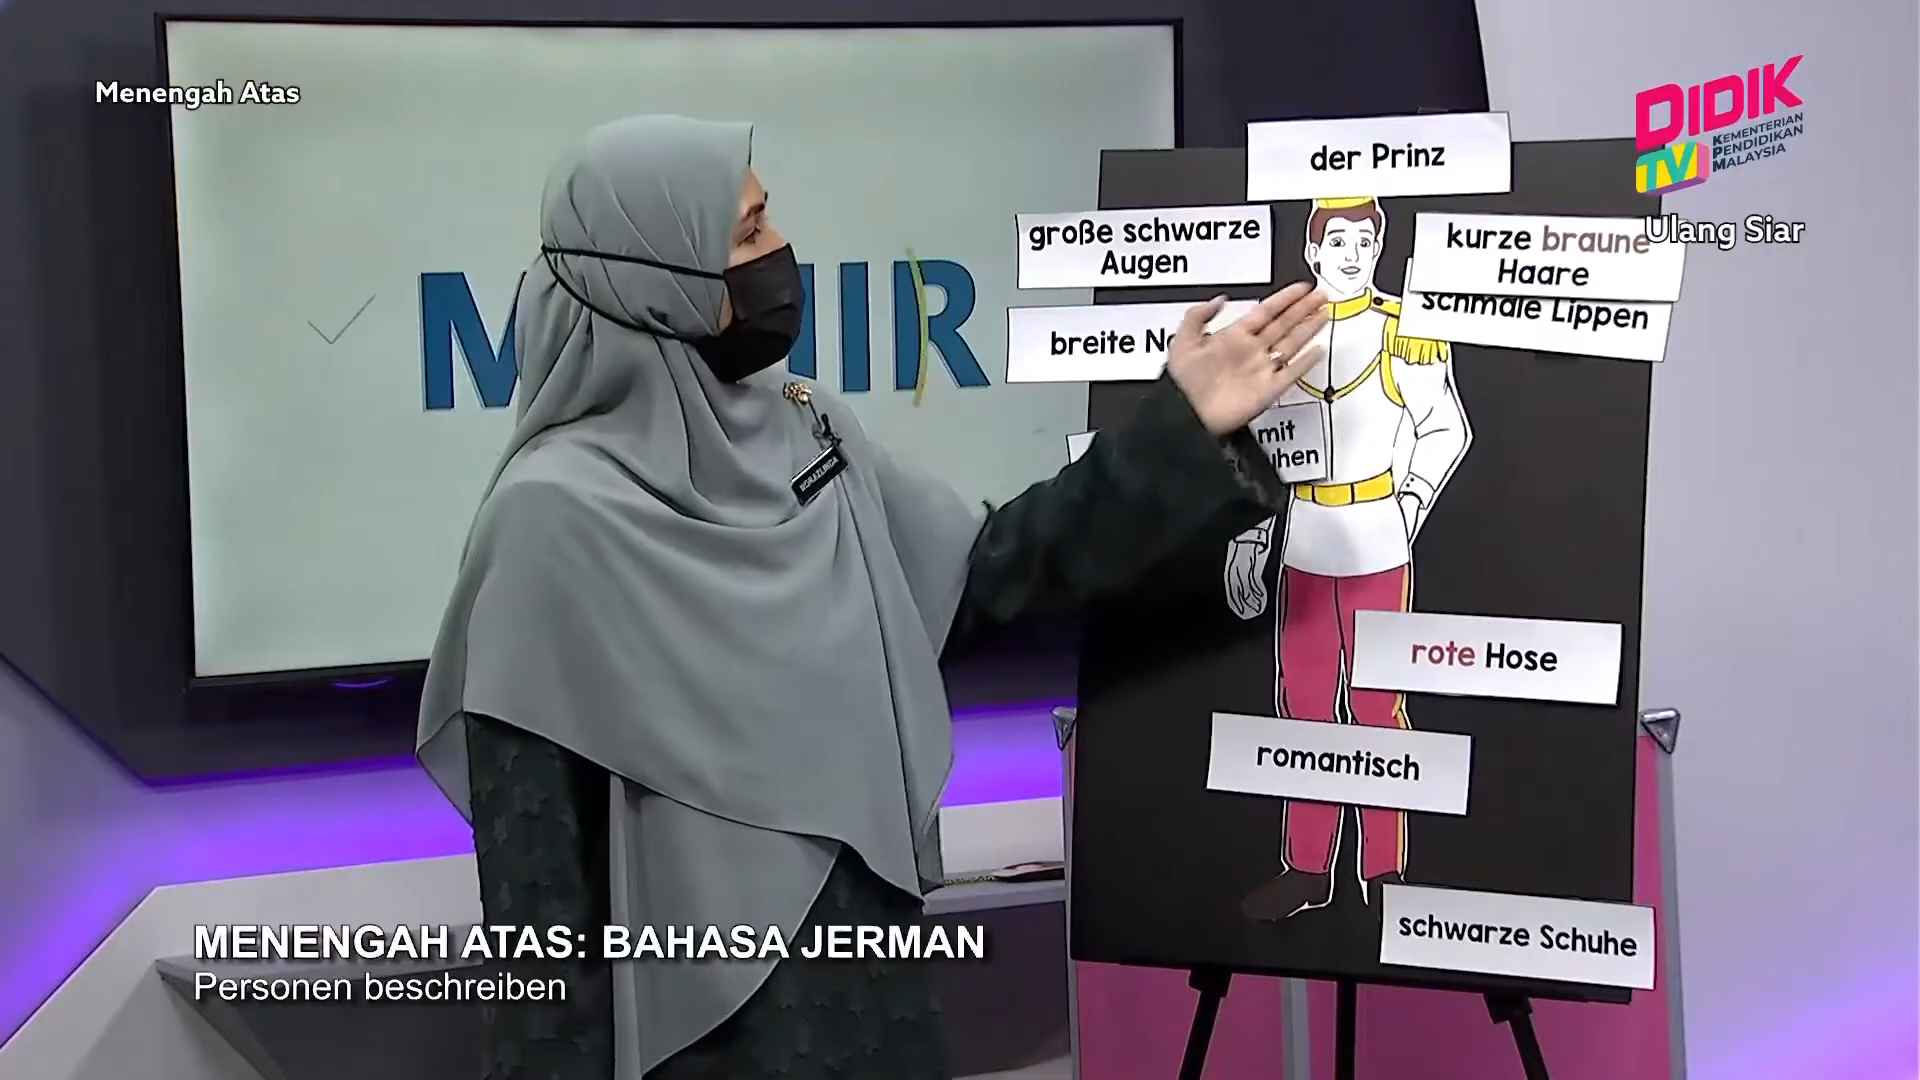 Menengah Atas
DIDIK
TV
KEMENTERIAN
PENDIDIKAN
MALAYSIA
Ulang Siar
der Prinz
große schwarze
Augen
kurze braune
Haare
schmale Lippen
breite
mit
rote Hose
romantisch
schwarze Schuhe
MENENGAH ATAS: BAHASA JERMAN
Personen beschreiben